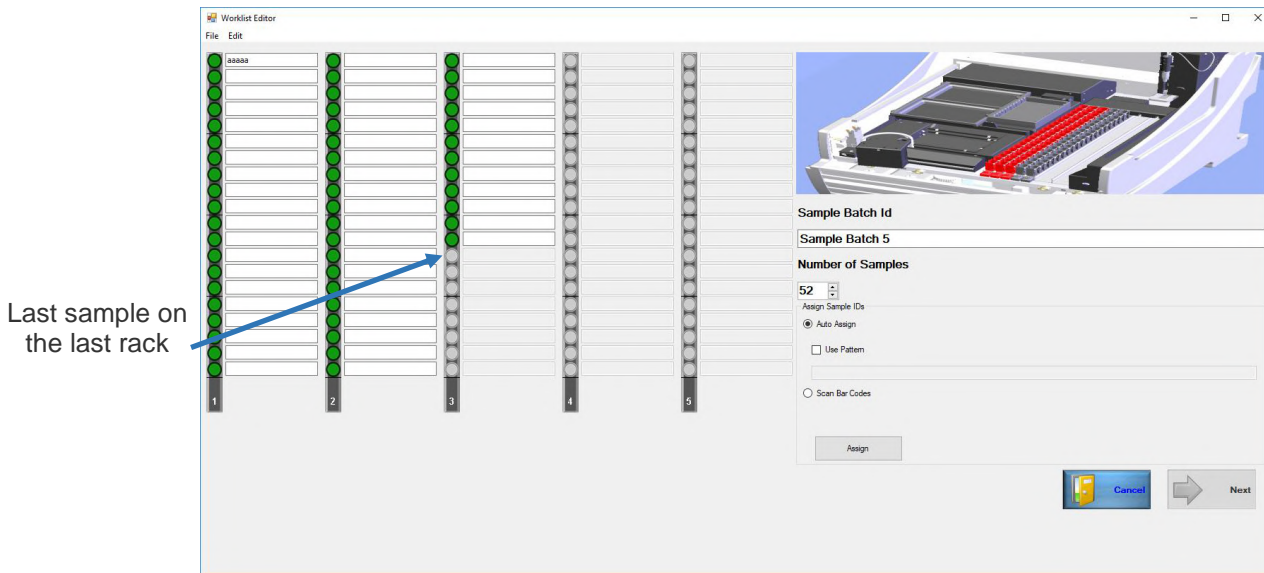 Worklist Editor
File Edit
aaaaa
Last sample on
the last rack
1 2 3 4 5
Sample Batch Id
Sample Batch 5
Number of Samples
52
Assign Sample IDs
Auto Assign
Use Pattern
Scan Bar Codes
Assign
Cancel Next